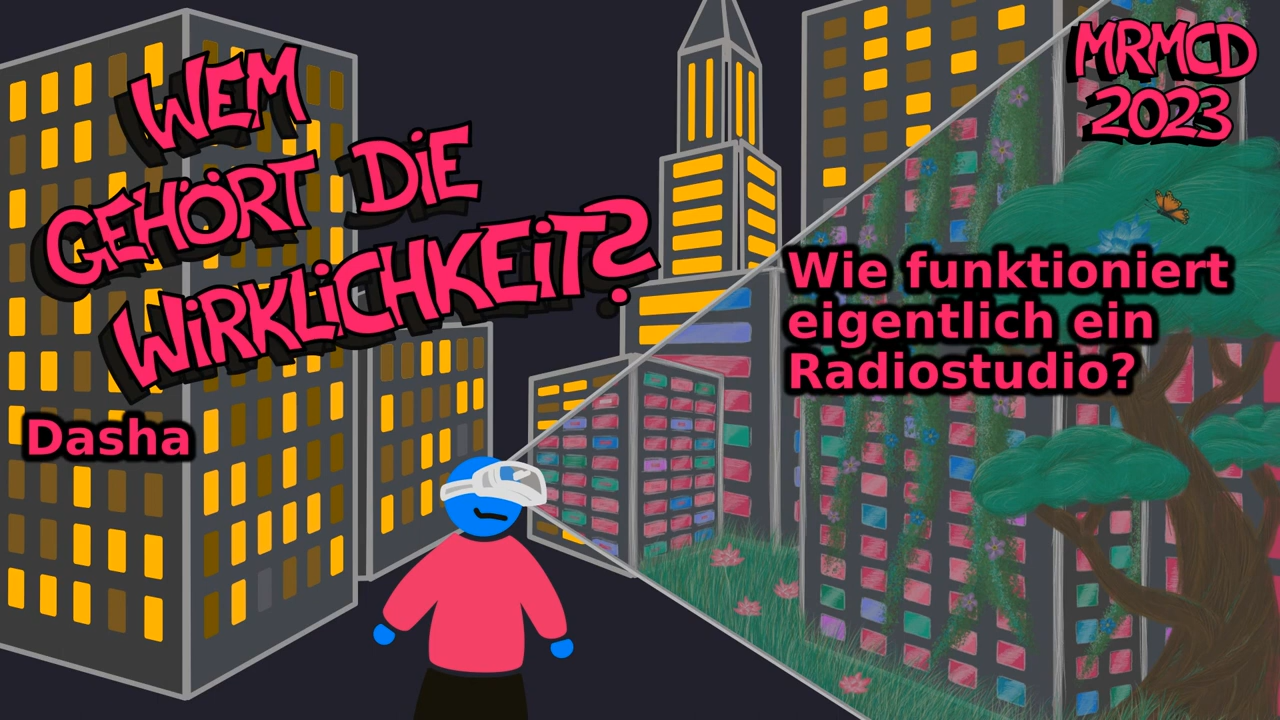 WEM
GEHÖRT DIE
WIRKLICHKEIT?
MRMCD
2023
Wie funktioniert
eigentlich ein
Radiostudio?
Dasha